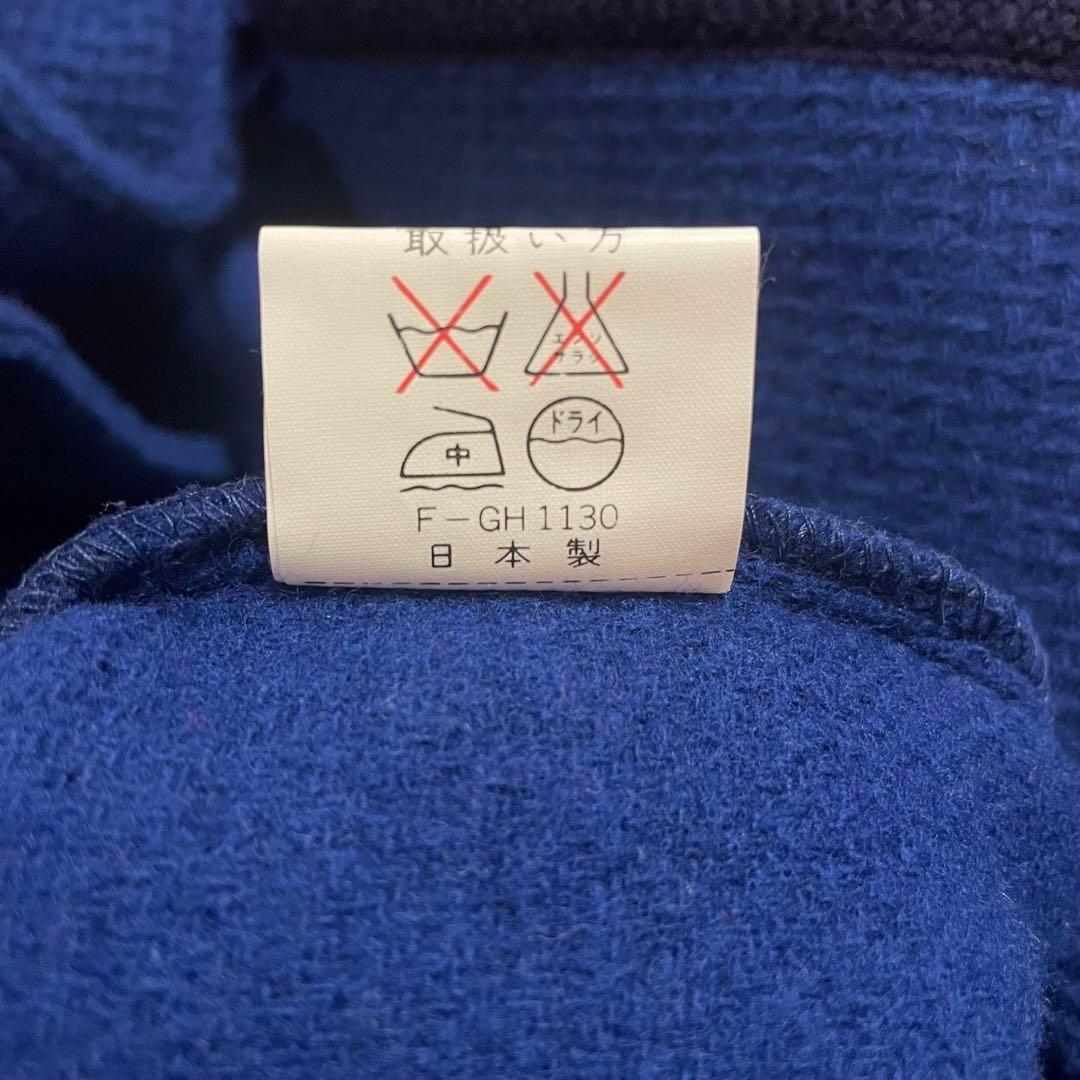 取扱い方
エンソ
サラシ
中 ドライ
F-GH1130
日本製